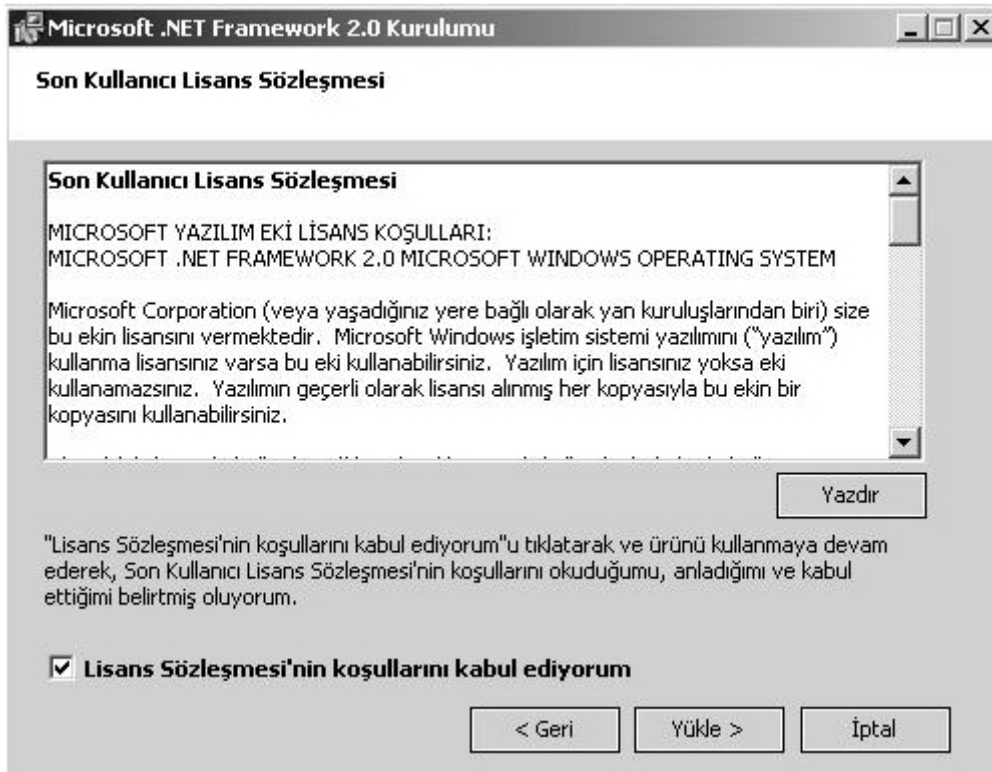 Microsoft .NET Framework 2.0 Kurulumu
Son Kullanıcı Lisans Sözleşmesi
Son Kullanıcı Lisans Sözleşmesi
MICROSOFT YAZILIM EKİ LİSANS KOŞULLARI:
MICROSOFT .NET FRAMEWORK 2.0 MICROSOFT WINDOWS OPERATING SYSTEM
Microsoft Corporation (veya yaşadığınız yere bağlı olarak yan kuruluşlarından biri) size
bu ekin lisansını vermektedir. Microsoft Windows işletim sistemi yazılımını (“yazılım”)
kullanma lisansınız varsa bu eki kullanabilirsiniz. Yazılım için lisansınız yoksa eki
kullanamazsınız. Yazılımın geçerli olarak lisansı alınmış her kopyasıyla bu ekin bir
kopyasını kullanabilirsiniz.
Yazdır
"Lisans Sözleşmesi'nin koşullarını kabul ediyorum"u tıklatarak ve ürünü kullanmaya devam
ederek, Son Kullanıcı Lisans Sözleşmesi'nin koşullarını okuduğumu, anladığımı ve kabul
ettiğimi belirtmiş oluyorum.
Lisans Sözleşmesi'nin koşullarını kabul ediyorum
< Geri
Yükle >
İptal